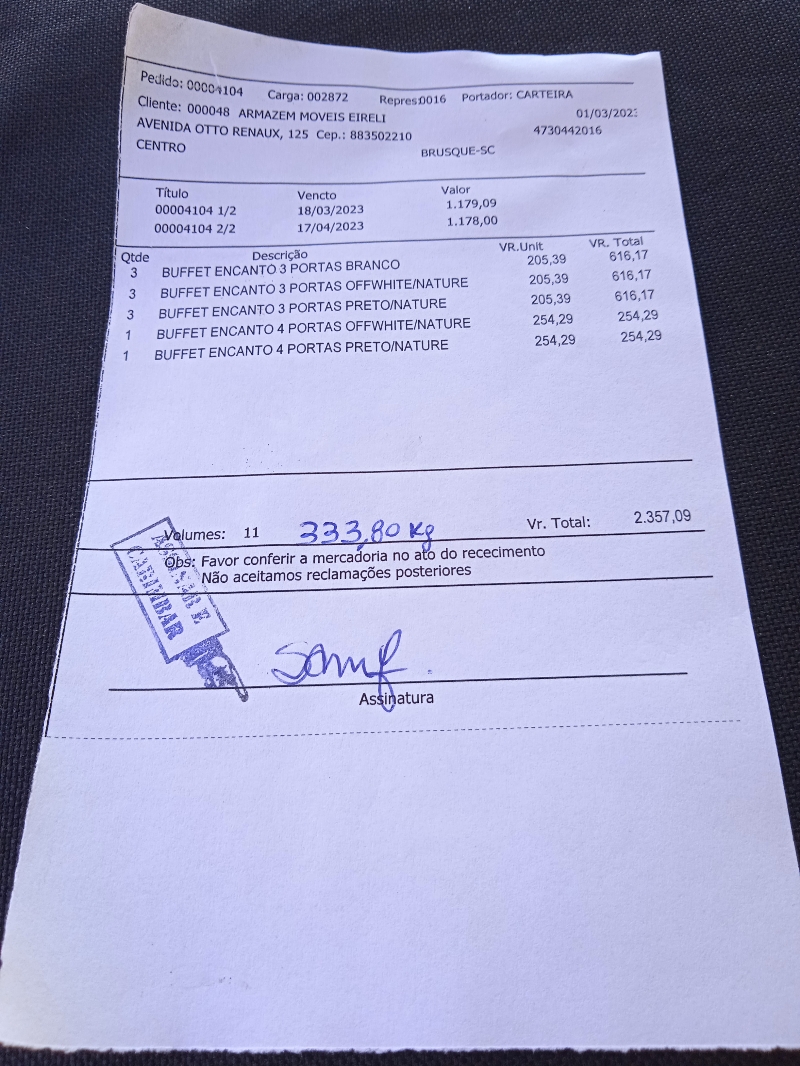 Pedido: 00004104 Carga: 002872 Repres:0016 Portador: CARTEIRA
Cliente: 000048 ARMAZEM MOVEIS EIRELI 01/03/2023
AVENIDA OTTO RENAUX, 125 Cep.: 883502210 4730442016
CENTRO BRUSQUE-SC
Título Vencto Valor
00004104 1/2 18/03/2023 1.179,09
00004104 2/2 17/04/2023 1.178,00
Qtde Descrição VR.Unit VR. Total
3 BUFFET ENCANTO 3 PORTAS BRANCO 205,39 616,17
3 BUFFET ENCANTO 3 PORTAS OFFWHITE/NATURE 205,39 616,17
3 BUFFET ENCANTO 3 PORTAS PRETO/NATURE 205,39 616,17
1 BUFFET ENCANTO 4 PORTAS OFFWHITE/NATURE 254,29 254,29
1 BUFFET ENCANTO 4 PORTAS PRETO/NATURE 254,29 254,29
Volumes: 11 333,80 Kg Vr. Total: 2.357,09
Obs: Favor conferir a mercadoria no ato do rececimento
Não aceitamos reclamações posteriores
ASSINAR E
CARIMBAR
Assinatura